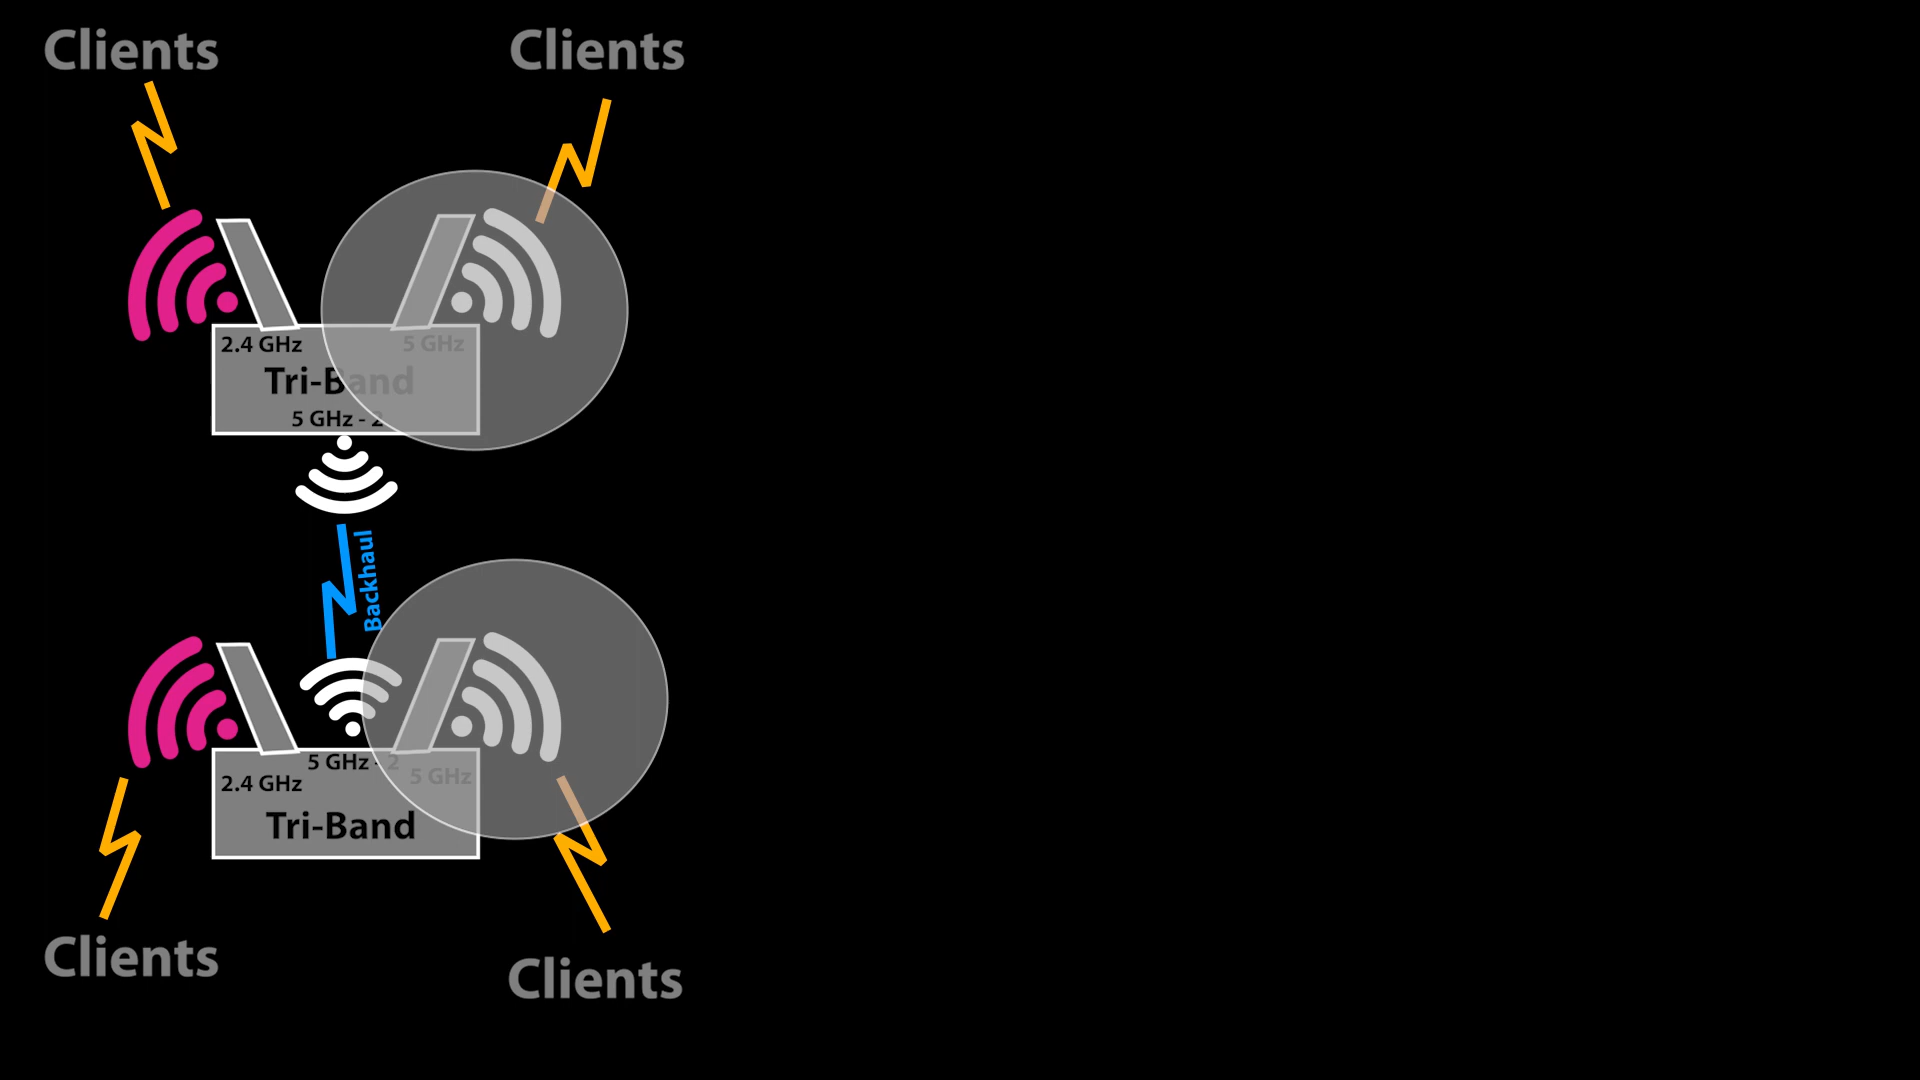 Clients
Clients
2.4 GHz
5 GHz
Tri-Band
5 GHz - 2
Backhaul
5 GHz - 2
2.4 GHz
5 GHz
Tri-Band
Clients
Clients